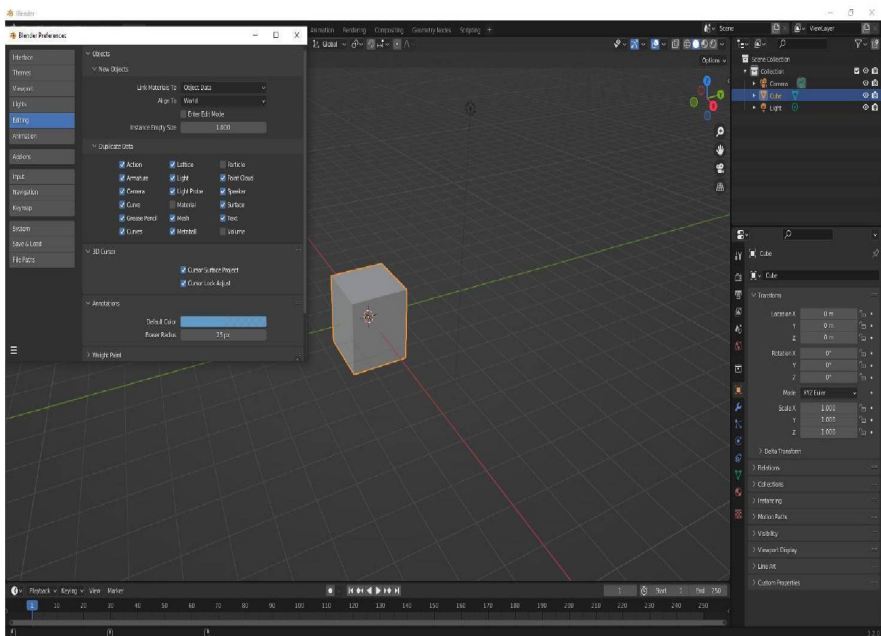 Blender
Blender Preferences
Animation Rendering Compositing Geometry Nodes Scripting +
Scene
ViewLayer
Global
Options
Interface
Themes
Viewport
Lights
Editing
Animation
Add-ons
Input
Navigation
Keymap
System
Save & Load
File Paths
Objects
New Objects
Link Materials To Object Data
Align To World
Enter Edit Mode
Instance Empty Size 1.000
Duplicate Data
Action Lattice Particle
Armature Light Point Cloud
Camera Light Probe Speaker
Curve Material Surface
Grease Pencil Mesh Text
Curves Metaball Volume
3D Cursor
Cursor Surface Project
Cursor Lock Adjust
Annotations
Default Color
Eraser Radius 25 px
Weight Paint
Scene Collection
Collection
Camera
Cube
Light
Cube
Cube
Transform
Location X 0 m
Y 0 m
Z 0 m
Rotation X 0°
Y 0°
Z 0°
Mode XYZ Euler
Scale X 1.000
Y 1.000
Z 1.000
Delta Transform
Relations
Collections
Instancing
Motion Paths
Visibility
Viewport Display
Line Art
Custom Properties
Playback Keying View Marker
1 Start 1 End 250
1 10 20 30 40 50 60 70 80 90 100 110 120 130 140 150 160 170 180 190 200 210 220 230 240 250